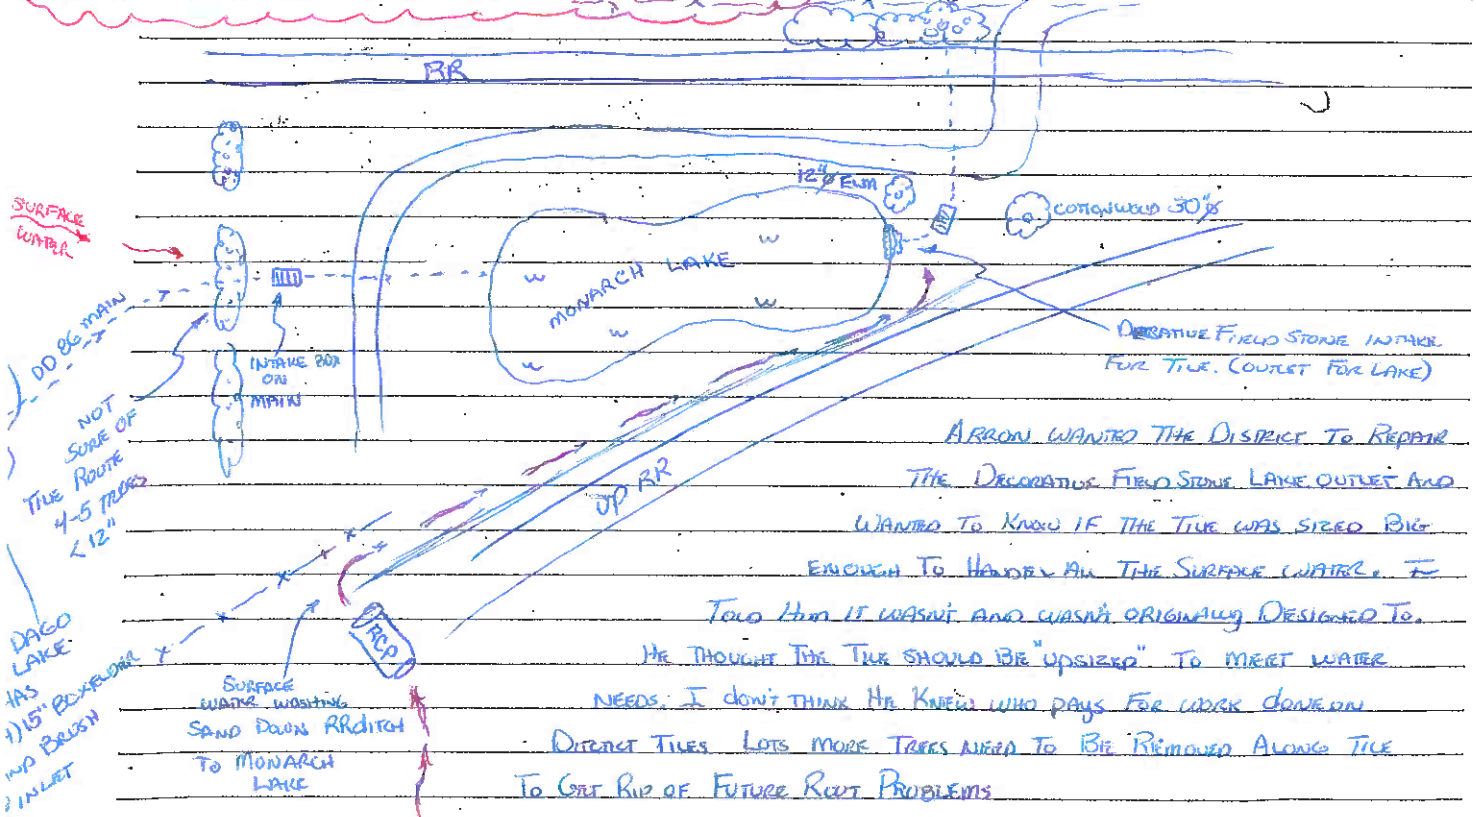 RR
12"Ø ELM
COTTONWOOD 30"Ø
SURFACE
WATER
MONARCH LAKE
DD 86 MAIN
INTAKE BOX
ON
MAIN
NOT
SURE OF
TILE ROUTE
4-5 TREES
<12"
DECRATIVE FIELD STONE INTAKE
FOR TILE. (OUTLET FOR LAKE)
UP RR
ARRON WANTED THE DISTRICT TO REPAIR
THE DECORATIVE FIELD STONE LAKE OUTLET AND
WANTED TO KNOW IF THE TILE WAS SIZED BIG
ENOUGH TO HANDEL ALL THE SURFACE WATER. I
TOLD HIM IT WASN'T AND WASN'T ORIGINALLY DESIGNED TO.
HE THOUGHT THE TILE SHOULD BE "UPSIZED" TO MEET WATER
NEEDS. I don't THINK HE KNEW WHO PAYS FOR WORK done on
DISTRICT TILES LOTS MORE TREES NEED TO BE REMOVED ALONG TILE
TO GET RID OF FUTURE ROOT PROBLEMS
RCP
SURFACE
WATER WASHING
SAND DOWN RR ditch
TO MONARCH
LAKE
DAGO
LAKE
HAS
1) 15" BOXELDER
AND BRUSH
INLET